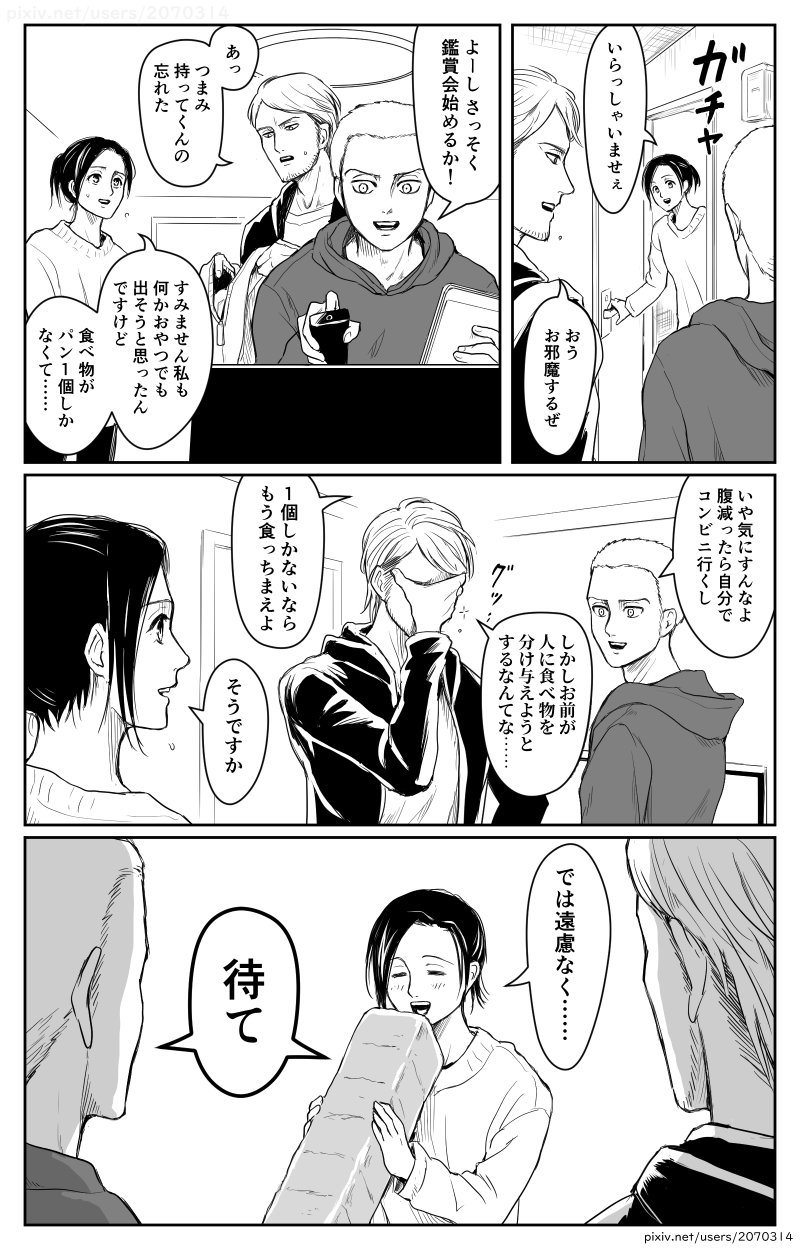 pixiv.net/users/2070314
ガチャ
いらっしゃいませぇ
おう
お邪魔するぜ
よーし さっそく
鑑賞会始めるか！
あっ
つまみ
持ってくんの
忘れた
すみません私も
何かおやつでも
出そうと思ったん
ですけど
食べ物が
パン1個しか
なくて……
いや気にすんなよ
腹減ったら自分で
コンビニ行くし
しかしお前が
人に食べ物を
分け与えようと
するなんてな……
グッ…
1個しかないなら
もう食っちまえよ
そうですか
では遠慮なく……
待て
pixiv.net/users/2070314